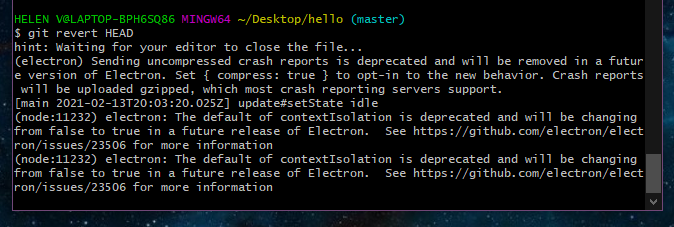 HELEN V@LAPTOP-BPH6SQ86 MINGW64 ~/Desktop/hello (master)
$ git revert HEAD
hint: Waiting for your editor to close the file...
(electron) Sending uncompressed crash reports is deprecated and will be removed in a futur
e version of Electron. Set { compress: true } to opt-in to the new behavior. Crash reports
 will be uploaded gzipped, which most crash reporting servers support.
[main 2021-02-13T20:03:20.025Z] update#setState idle
(node:11232) electron: The default of contextIsolation is deprecated and will be changing
from false to true in a future release of Electron.  See https://github.com/electron/elect
ron/issues/23506 for more information
(node:11232) electron: The default of contextIsolation is deprecated and will be changing
from false to true in a future release of Electron.  See https://github.com/electron/elect
ron/issues/23506 for more information